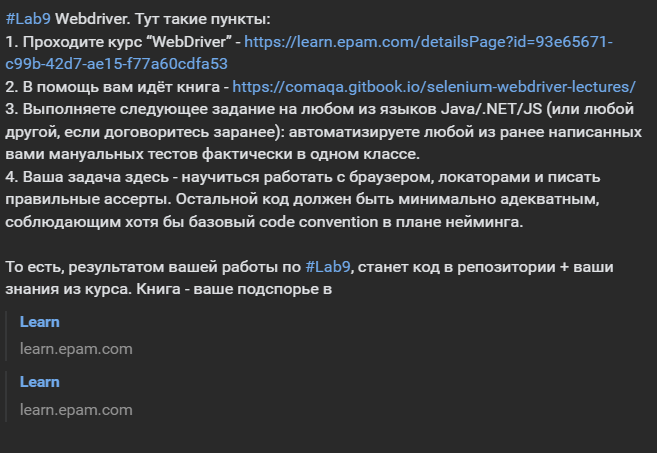 #Lab9 Webdriver. Тут такие пункты:
1. Проходите курс “WebDriver” - https://learn.epam.com/detailsPage?id=93e65671-
c99b-42d7-ae15-f77a60cdfa53
2. В помощь вам идёт книга - https://comaqa.gitbook.io/selenium-webdriver-lectures/
3. Выполняете следующее задание на любом из языков Java/.NET/JS (или любой
другой, если договоритесь заранее): автоматизируете любой из ранее написанных
вами мануальных тестов фактически в одном классе.
4. Ваша задача здесь - научиться работать с браузером, локаторами и писать
правильные ассерты. Остальной код должен быть минимально адекватным,
соблюдающим хотя бы базовый code convention в плане нейминга.
То есть, результатом вашей работы по #Lab9, станет код в репозитории + ваши
знания из курса. Книга - ваше подспорье в
Learn
learn.epam.com
Learn
learn.epam.com